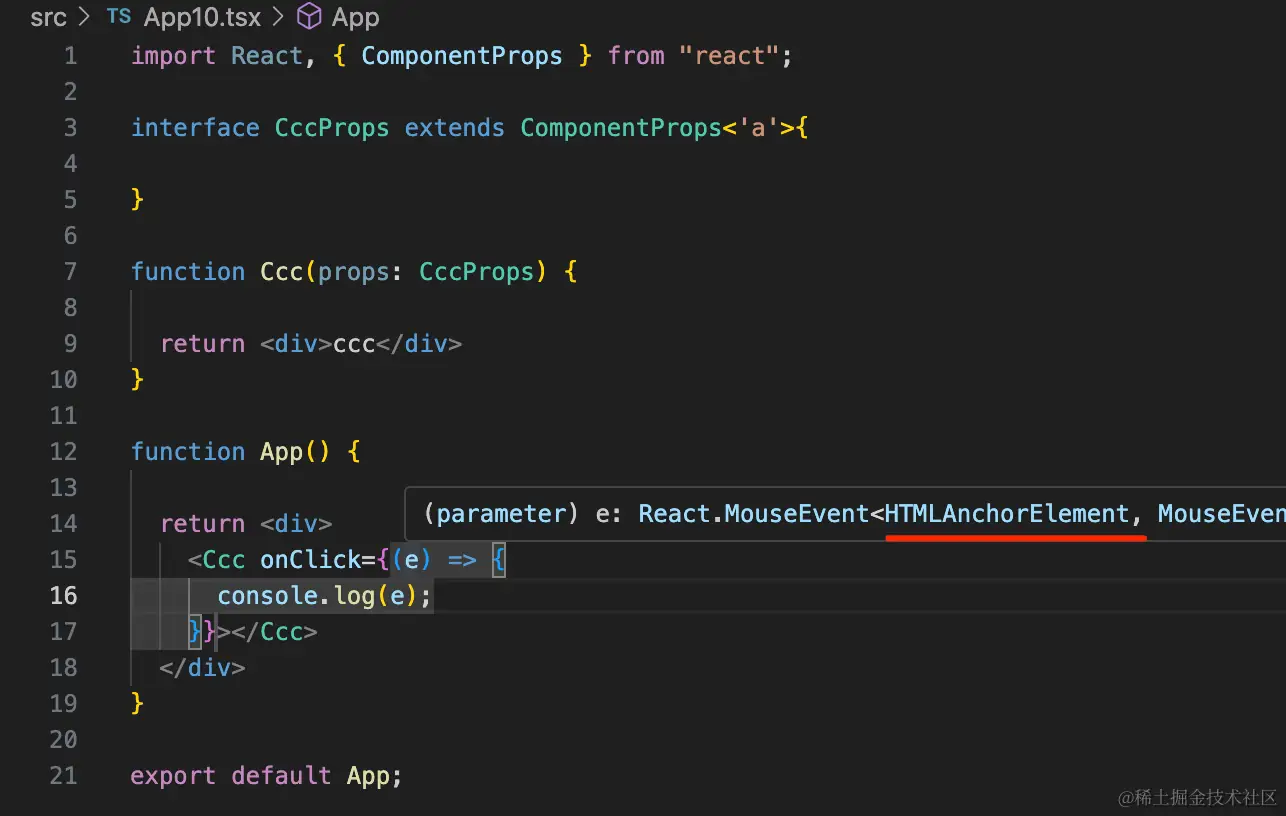 src > TS App10.tsx > App
1 import React, { ComponentProps } from "react";
2
3 interface CccProps extends ComponentProps<'a'>{
4
5 }
6
7 function Ccc(props: CccProps) {
8
9 return <div>ccc</div>
10 }
11
12 function App() {
13
(parameter) e: React.MouseEvent<HTMLAnchorElement, MouseEven
14 return <div>
15 <Ccc onClick={(e) => {
16 console.log(e);
17 }}></Ccc>
18 </div>
19 }
20
21 export default App;
@稀土掘金技术社区